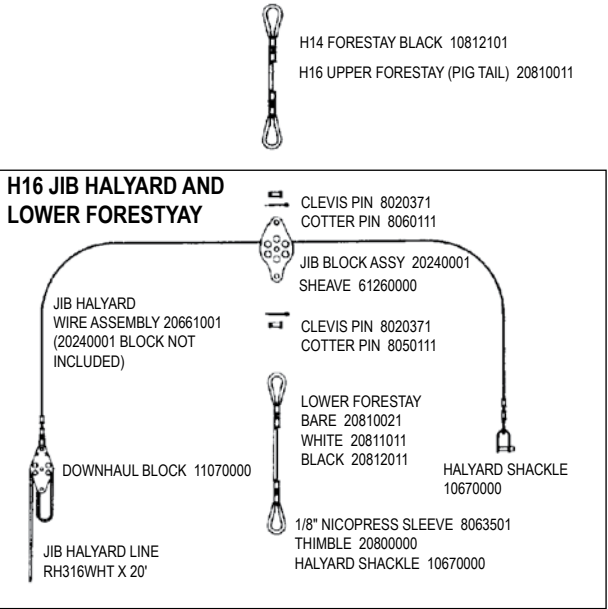 H14 FORESTAY BLACK 10812101
H16 UPPER FORESTAY (PIG TAIL) 20810011
H16 JIB HALYARD AND
LOWER FORESTYAY
CLEVIS PIN 8020371
COTTER PIN 8060111
JIB BLOCK ASSY 20240001
SHEAVE 61260000
JIB HALYARD
WIRE ASSEMBLY 20661001
(20240001 BLOCK NOT
INCLUDED)
CLEVIS PIN 8020371
COTTER PIN 8050111
LOWER FORESTAY
BARE 20810021
WHITE 20811011
BLACK 20812011
DOWNHAUL BLOCK 11070000
HALYARD SHACKLE
10670000
1/8" NICOPRESS SLEEVE 8063501
THIMBLE 20800000
HALYARD SHACKLE 10670000
JIB HALYARD LINE
RH316WHT X 20'